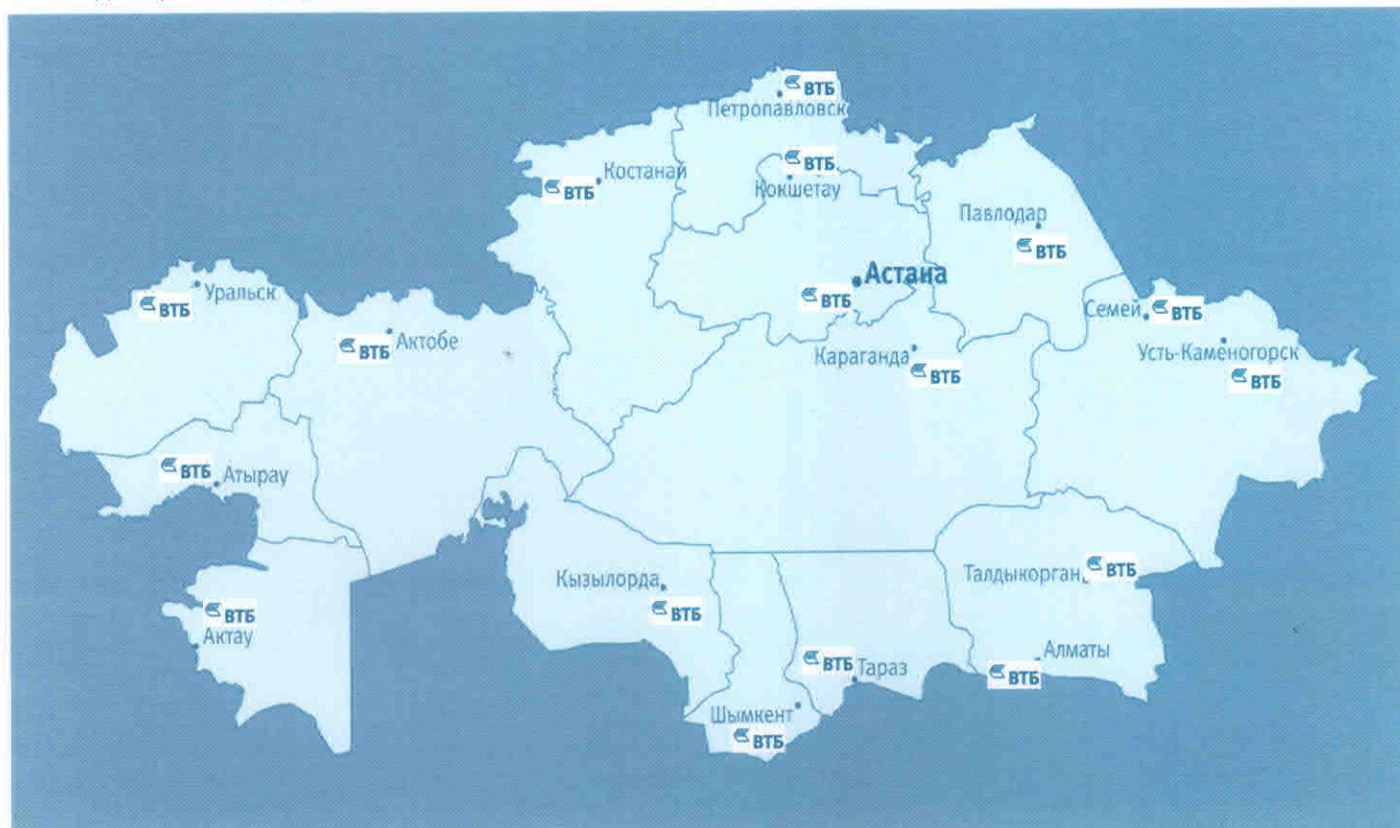 ВТБ
Петропавловск
ВТБ
Кокшетау
Костанай
ВТБ
Павлодар
ВТБ
Астана
ВТБ
Уральск
ВТБ
Актобе
ВТБ
Семей
ВТБ
Усть-Каменогорск
ВТБ
Караганда
ВТБ
ВТБ
Атырау
ВТБ
Актау
Кызылорда
ВТБ
Талдыкорган
ВТБ
Алматы
ВТБ
ВТБ
Тараз
Шымкент
ВТБ